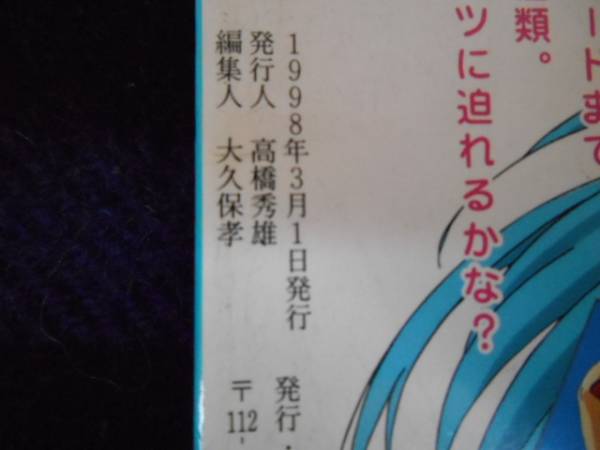 ートまで
類。
ツに迫れるかな？
1998年3月1日発行
発行人 高橋秀雄
編集人 大久保孝
発行・
〒112-